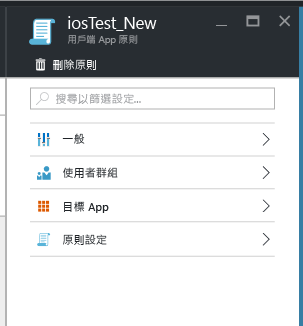 iosTest_New
用戶端 App 原則
刪除原則
搜尋以篩選設定...
一般
使用者群組
目標 App
原則設定